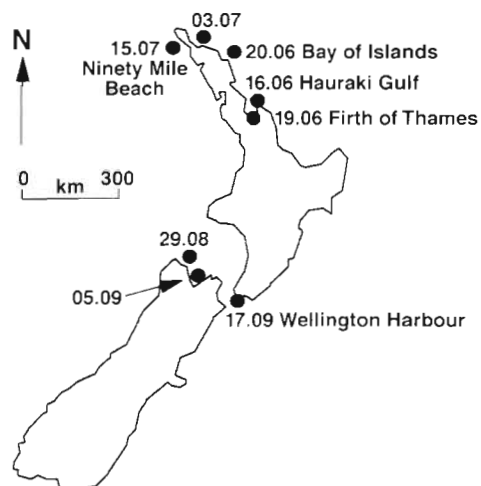 03.07
N
15.07
Ninety Mile
Beach
20.06 Bay of Islands
16.06 Hauraki Gulf
19.06 Firth of Thames
0 300
km
29.08
05.09
17.09 Wellington Harbour